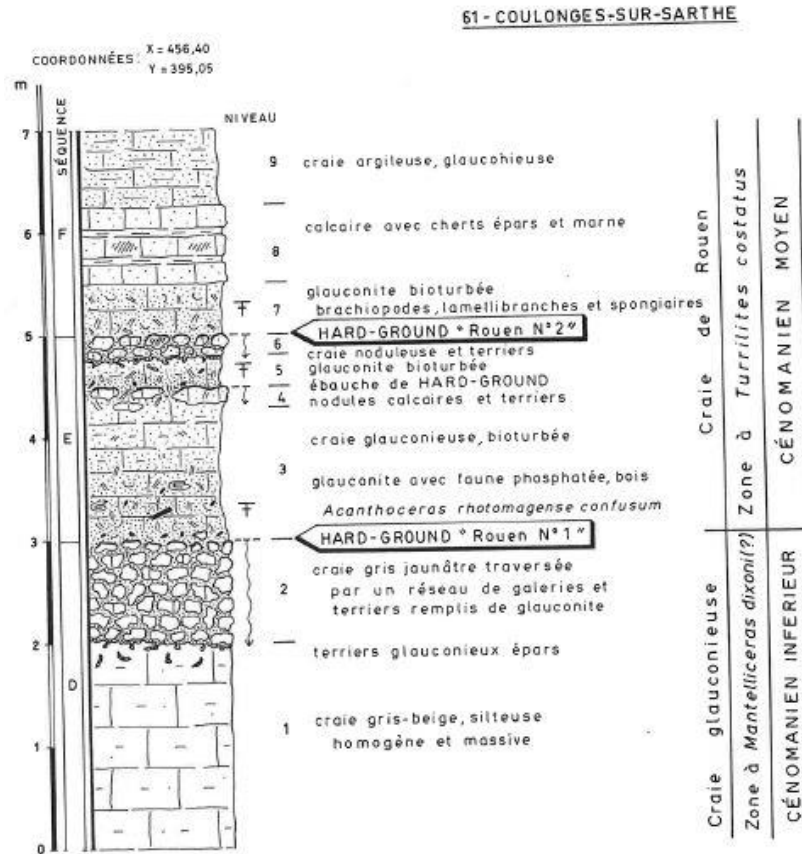 61 - COULONGES-SUR-SARTHE
COORDONNÉES:
X = 456,40
Y = 395,05
m
SÉQUENCE
NIVEAU
7
9
craie argileuse, glaucohieuse
6
F
calcaire avec cherts épars et marne
8
glauconite bioturbée
7
brachiopodes, lamellibranches et spongiaires
5
HARD-GROUND "Rouen N°2"
6
craie noduleuse et terriers
5
glauconite bioturbée
ébauche de HARD-GROUND
4
nodules calcaires et terriers
4
E
craie glauconieuse, bioturbée
3
glauconite avec faune phosphatée, bois
Acanthoceras rhotomagense confusum
3
HARD-GROUND "Rouen N°1"
craie gris jaunâtre traversée
2
par un réseau de galeries et
terriers remplis de glauconite
2
terriers glauconieux épars
D
1
craie gris-beige, silteuse
homogène et massive
1
0
Craie de Rouen
Zone à Turrilites costatus
CÉNOMANIEN MOYEN
Craie glauconieuse
Zone à Mantelliceras dixoni(?)
CÉNOMANIEN INFERIEUR